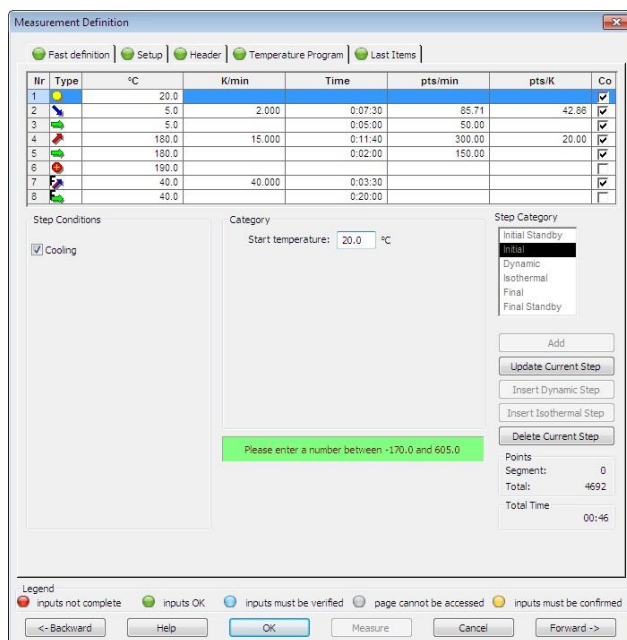 Measurement Definition
Fast definition Setup Header Temperature Program Last Items
Nr Type °C K/min Time pts/min pts/K Co
1 20.0
2 5.0 2.000 0:07:30 85.71 42.86
3 5.0 0:05:00 50.00
4 180.0 15.000 0:11:40 300.00 20.00
5 180.0 0:02:00 150.00
6 190.0
7 F 40.0 40.000 0:03:30
8 F 40.0 0:20:00
Step Conditions Category Step Category
Cooling
Start temperature: 20.0 °C
Initial Standby
Initial
Dynamic
Isothermal
Final
Final Standby
Add
Update Current Step
Insert Dynamic Step
Insert Isothermal Step
Delete Current Step
Please enter a number between -170.0 and 605.0
Points
Segment: 0
Total: 4692
Total Time
00:46
Legend
inputs not complete inputs OK inputs must be verified page cannot be accessed inputs must be confirmed
<- Backward Help OK Measure Cancel Forward ->